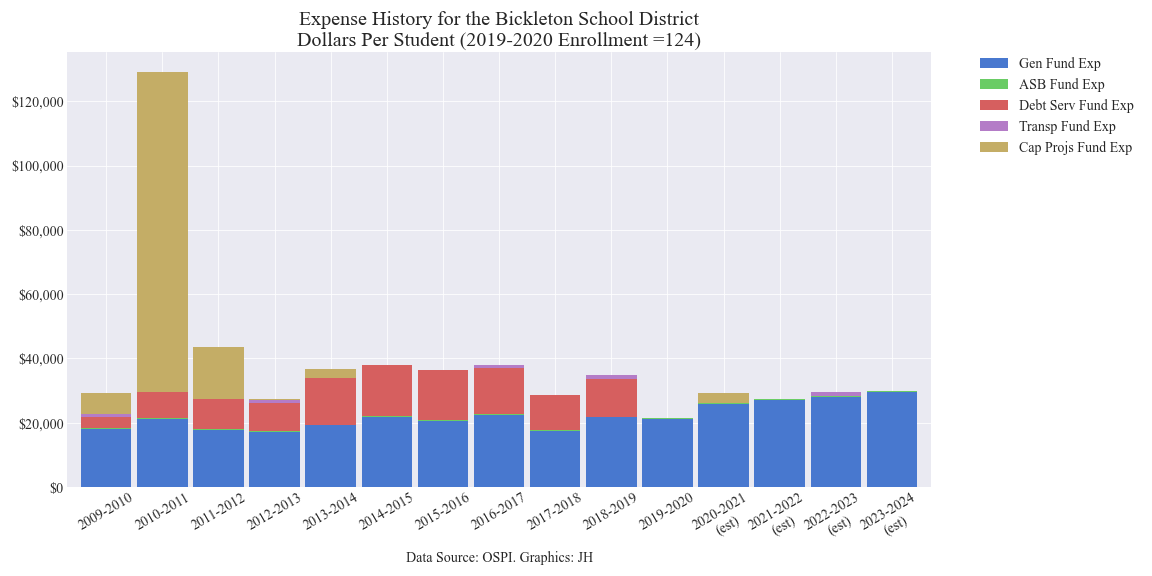 Expense History for the Bickleton School District
Dollars Per Student (2019-2020 Enrollment =124)
Gen Fund Exp
ASB Fund Exp
Debt Serv Fund Exp
Transp Fund Exp
Cap Projs Fund Exp
$120,000
$100,000
$80,000
$60,000
$40,000
$20,000
$0
2009-2010
2010-2011
2011-2012
2012-2013
2013-2014
2014-2015
2015-2016
2016-2017
2017-2018
2018-2019
2019-2020
2020-2021
(est)
2021-2022
(est)
2022-2023
(est)
2023-2024
(est)
Data Source: OSPI. Graphics: JH